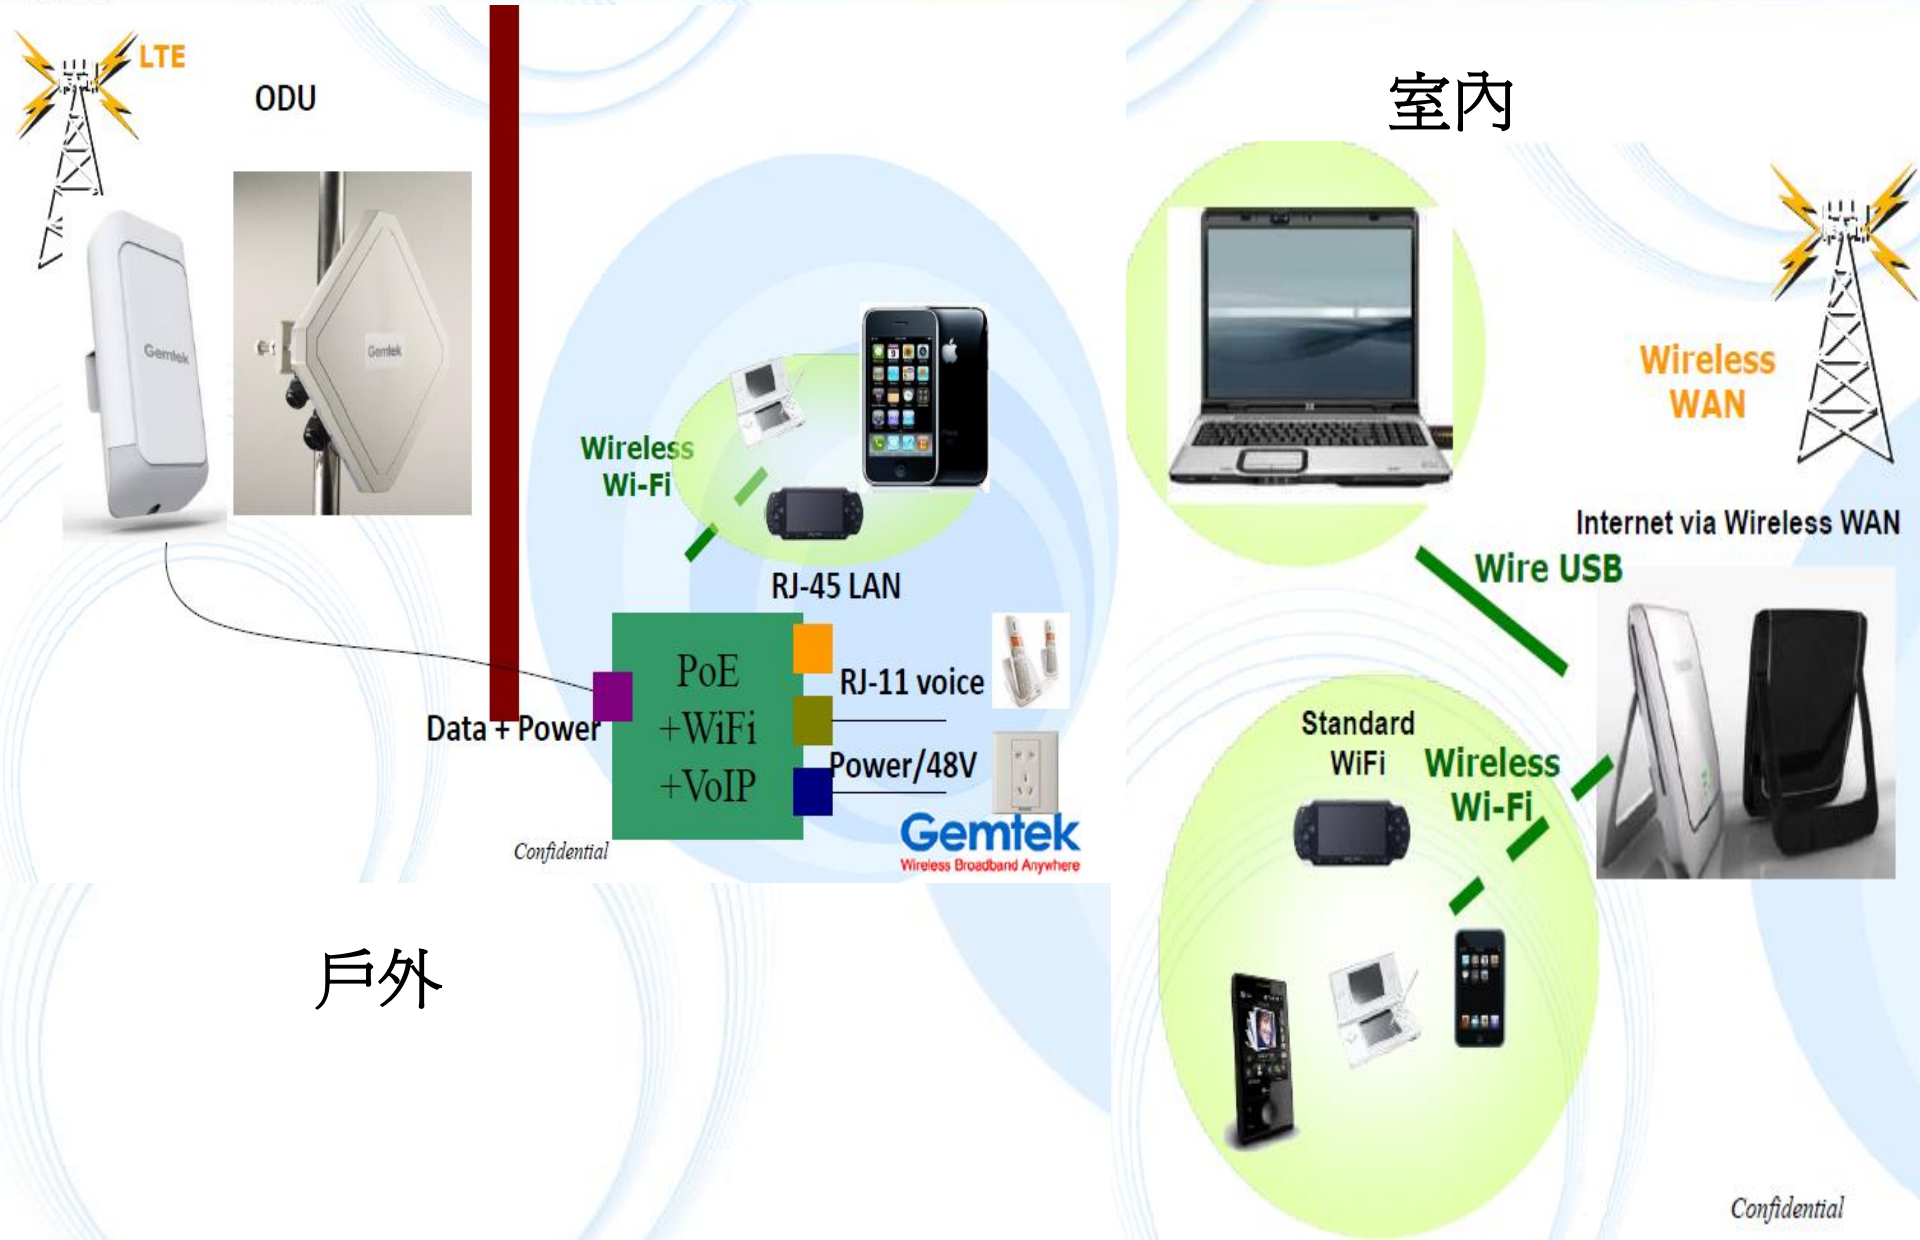 LTE
ODU
Gemtek
Gemtek
Wireless
Wi-Fi
RJ-45 LAN
PoE
+WiFi
+VoIP
RJ-11 voice
Data + Power
Power/48V
Confidential
Gemtek
Wireless Broadband Anywhere
戶外
室內
Wireless
WAN
Internet via Wireless WAN
Wire USB
Standard
WiFi
Wireless
Wi-Fi
Confidential